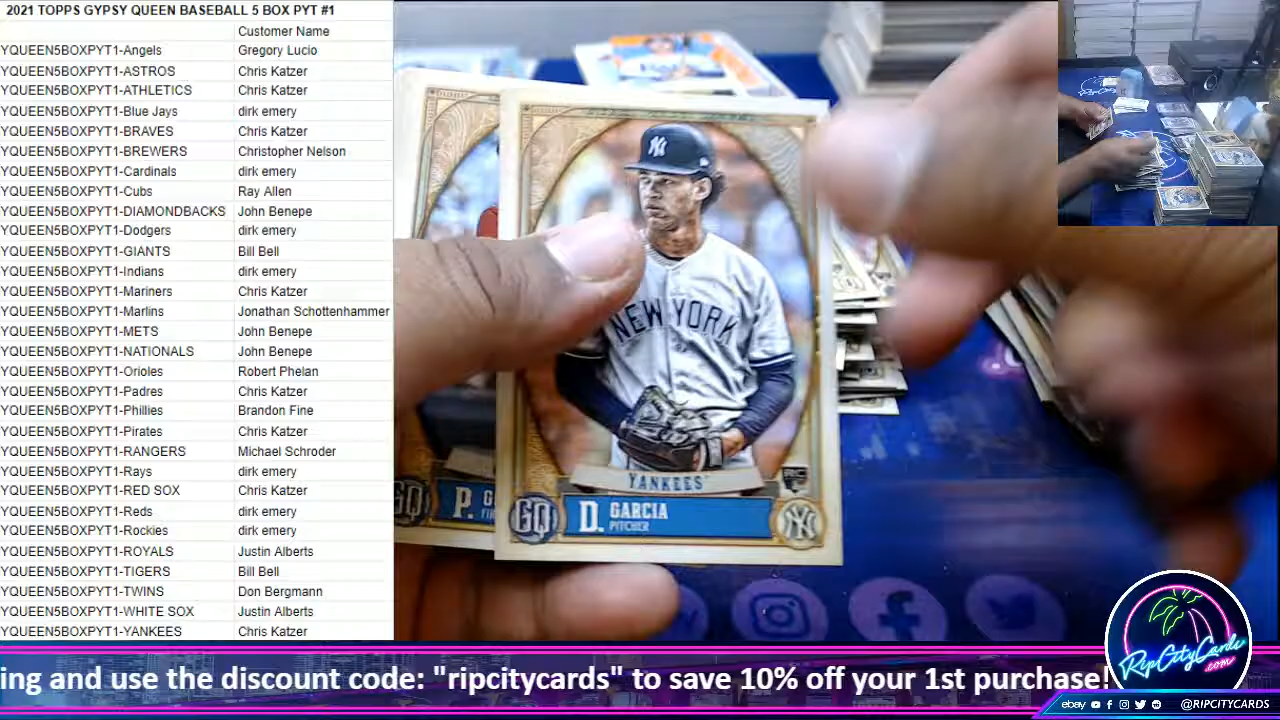 2021 TOPPS GYPSY QUEEN BASEBALL 5 BOX PYT #1
Customer Name
YQUEEN5BOXPYT1-Angels Gregory Lucio
YQUEEN5BOXPYT1-ASTROS Chris Katzer
YQUEEN5BOXPYT1-ATHLETICS Chris Katzer
YQUEEN5BOXPYT1-Blue Jays dirk emery
YQUEEN5BOXPYT1-BRAVES Chris Katzer
YQUEEN5BOXPYT1-BREWERS Christopher Nelson
YQUEEN5BOXPYT1-Cardinals dirk emery
YQUEEN5BOXPYT1-Cubs Ray Allen
YQUEEN5BOXPYT1-DIAMONDBACKS John Benepe
YQUEEN5BOXPYT1-Dodgers dirk emery
YQUEEN5BOXPYT1-GIANTS Bill Bell
YQUEEN5BOXPYT1-Indians dirk emery
YQUEEN5BOXPYT1-Mariners Chris Katzer
YQUEEN5BOXPYT1-Marlins Jonathan Schottenhammer
YQUEEN5BOXPYT1-METS John Benepe
YQUEEN5BOXPYT1-NATIONALS John Benepe
YQUEEN5BOXPYT1-Orioles Robert Phelan
YQUEEN5BOXPYT1-Padres Chris Katzer
YQUEEN5BOXPYT1-Phillies Brandon Fine
YQUEEN5BOXPYT1-Pirates Chris Katzer
YQUEEN5BOXPYT1-RANGERS Michael Schroder
YQUEEN5BOXPYT1-Rays dirk emery
YQUEEN5BOXPYT1-RED SOX Chris Katzer
YQUEEN5BOXPYT1-Reds dirk emery
YQUEEN5BOXPYT1-Rockies dirk emery
YQUEEN5BOXPYT1-ROYALS Justin Alberts
YQUEEN5BOXPYT1-TIGERS Bill Bell
YQUEEN5BOXPYT1-TWINS Don Bergmann
YQUEEN5BOXPYT1-WHITE SOX Justin Alberts
YQUEEN5BOXPYT1-YANKEES Chris Katzer
NY
NEW YORK
YANKEES
RC
GQ D. GARCIA NY
PITCHER
GQ P. G
ing and use the discount code: "ripcitycards" to save 10% off your 1st purchase!
RipCityCards
.com
ebay @RIPCITYCARDS